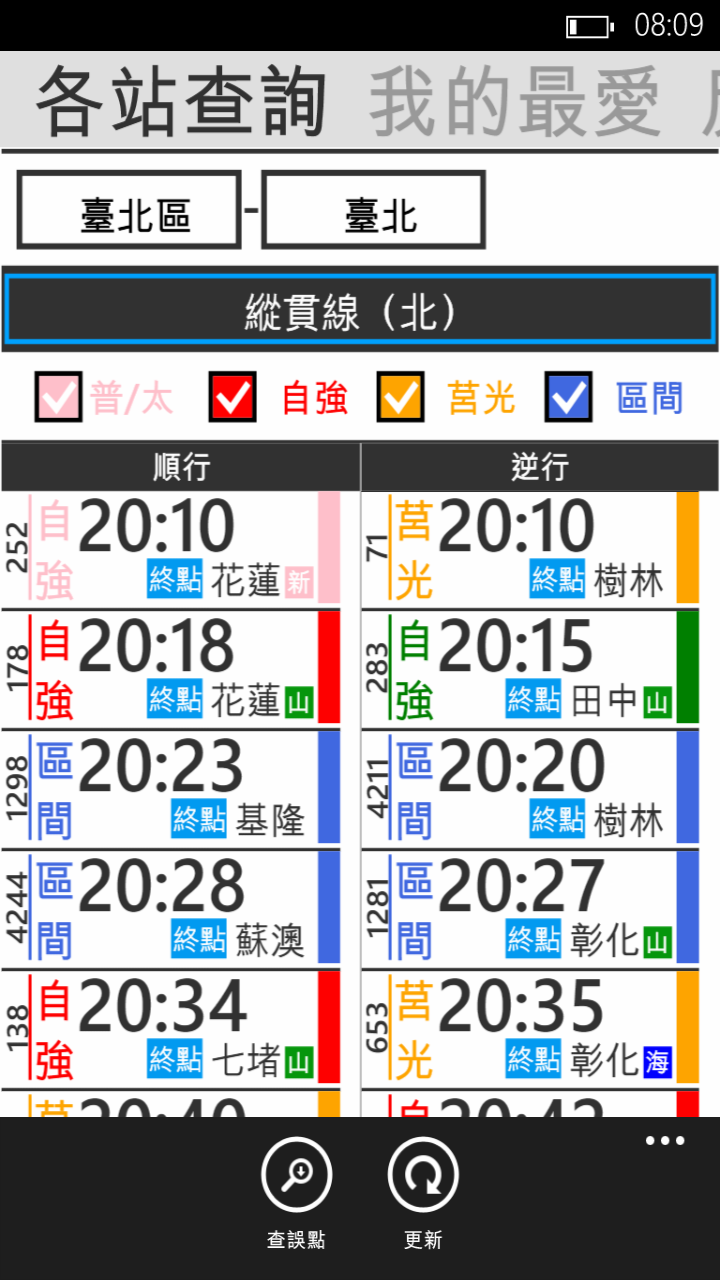 08:09
各站查詢 我的最愛
臺北區 - 臺北
縱貫線（北）
普/太 自強 莒光 區間
順行 逆行
252 自強 20:10 終點 花蓮 新
71 莒光 20:10 終點 樹林
178 自強 20:18 終點 花蓮 山
283 自強 20:15 終點 田中 山
1298 區間 20:23 終點 基隆
4211 區間 20:20 終點 樹林
4244 區間 20:28 終點 蘇澳
1281 區間 20:27 終點 彰化 山
138 自強 20:34 終點 七堵 山
653 莒光 20:35 終點 彰化 海
查誤點 更新